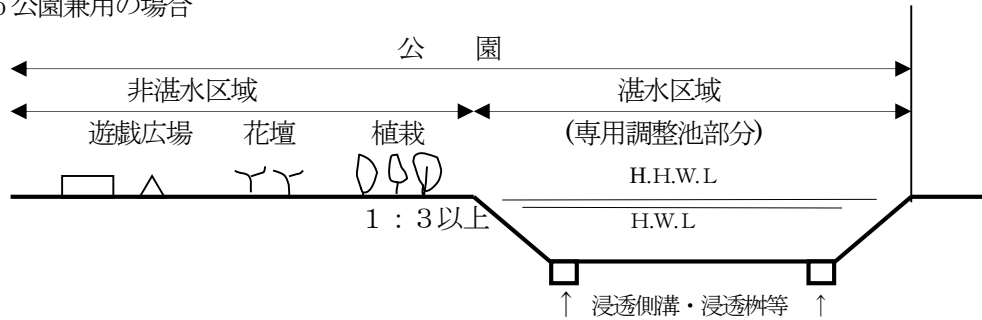 公園兼用の場合
公　園
非湛水区域　湛水区域
遊戯広場　花壇　植栽　(専用調整池部分)
H.H.W.L
１：３以上　H.W.L
↑　浸透側溝・浸透桝等　↑